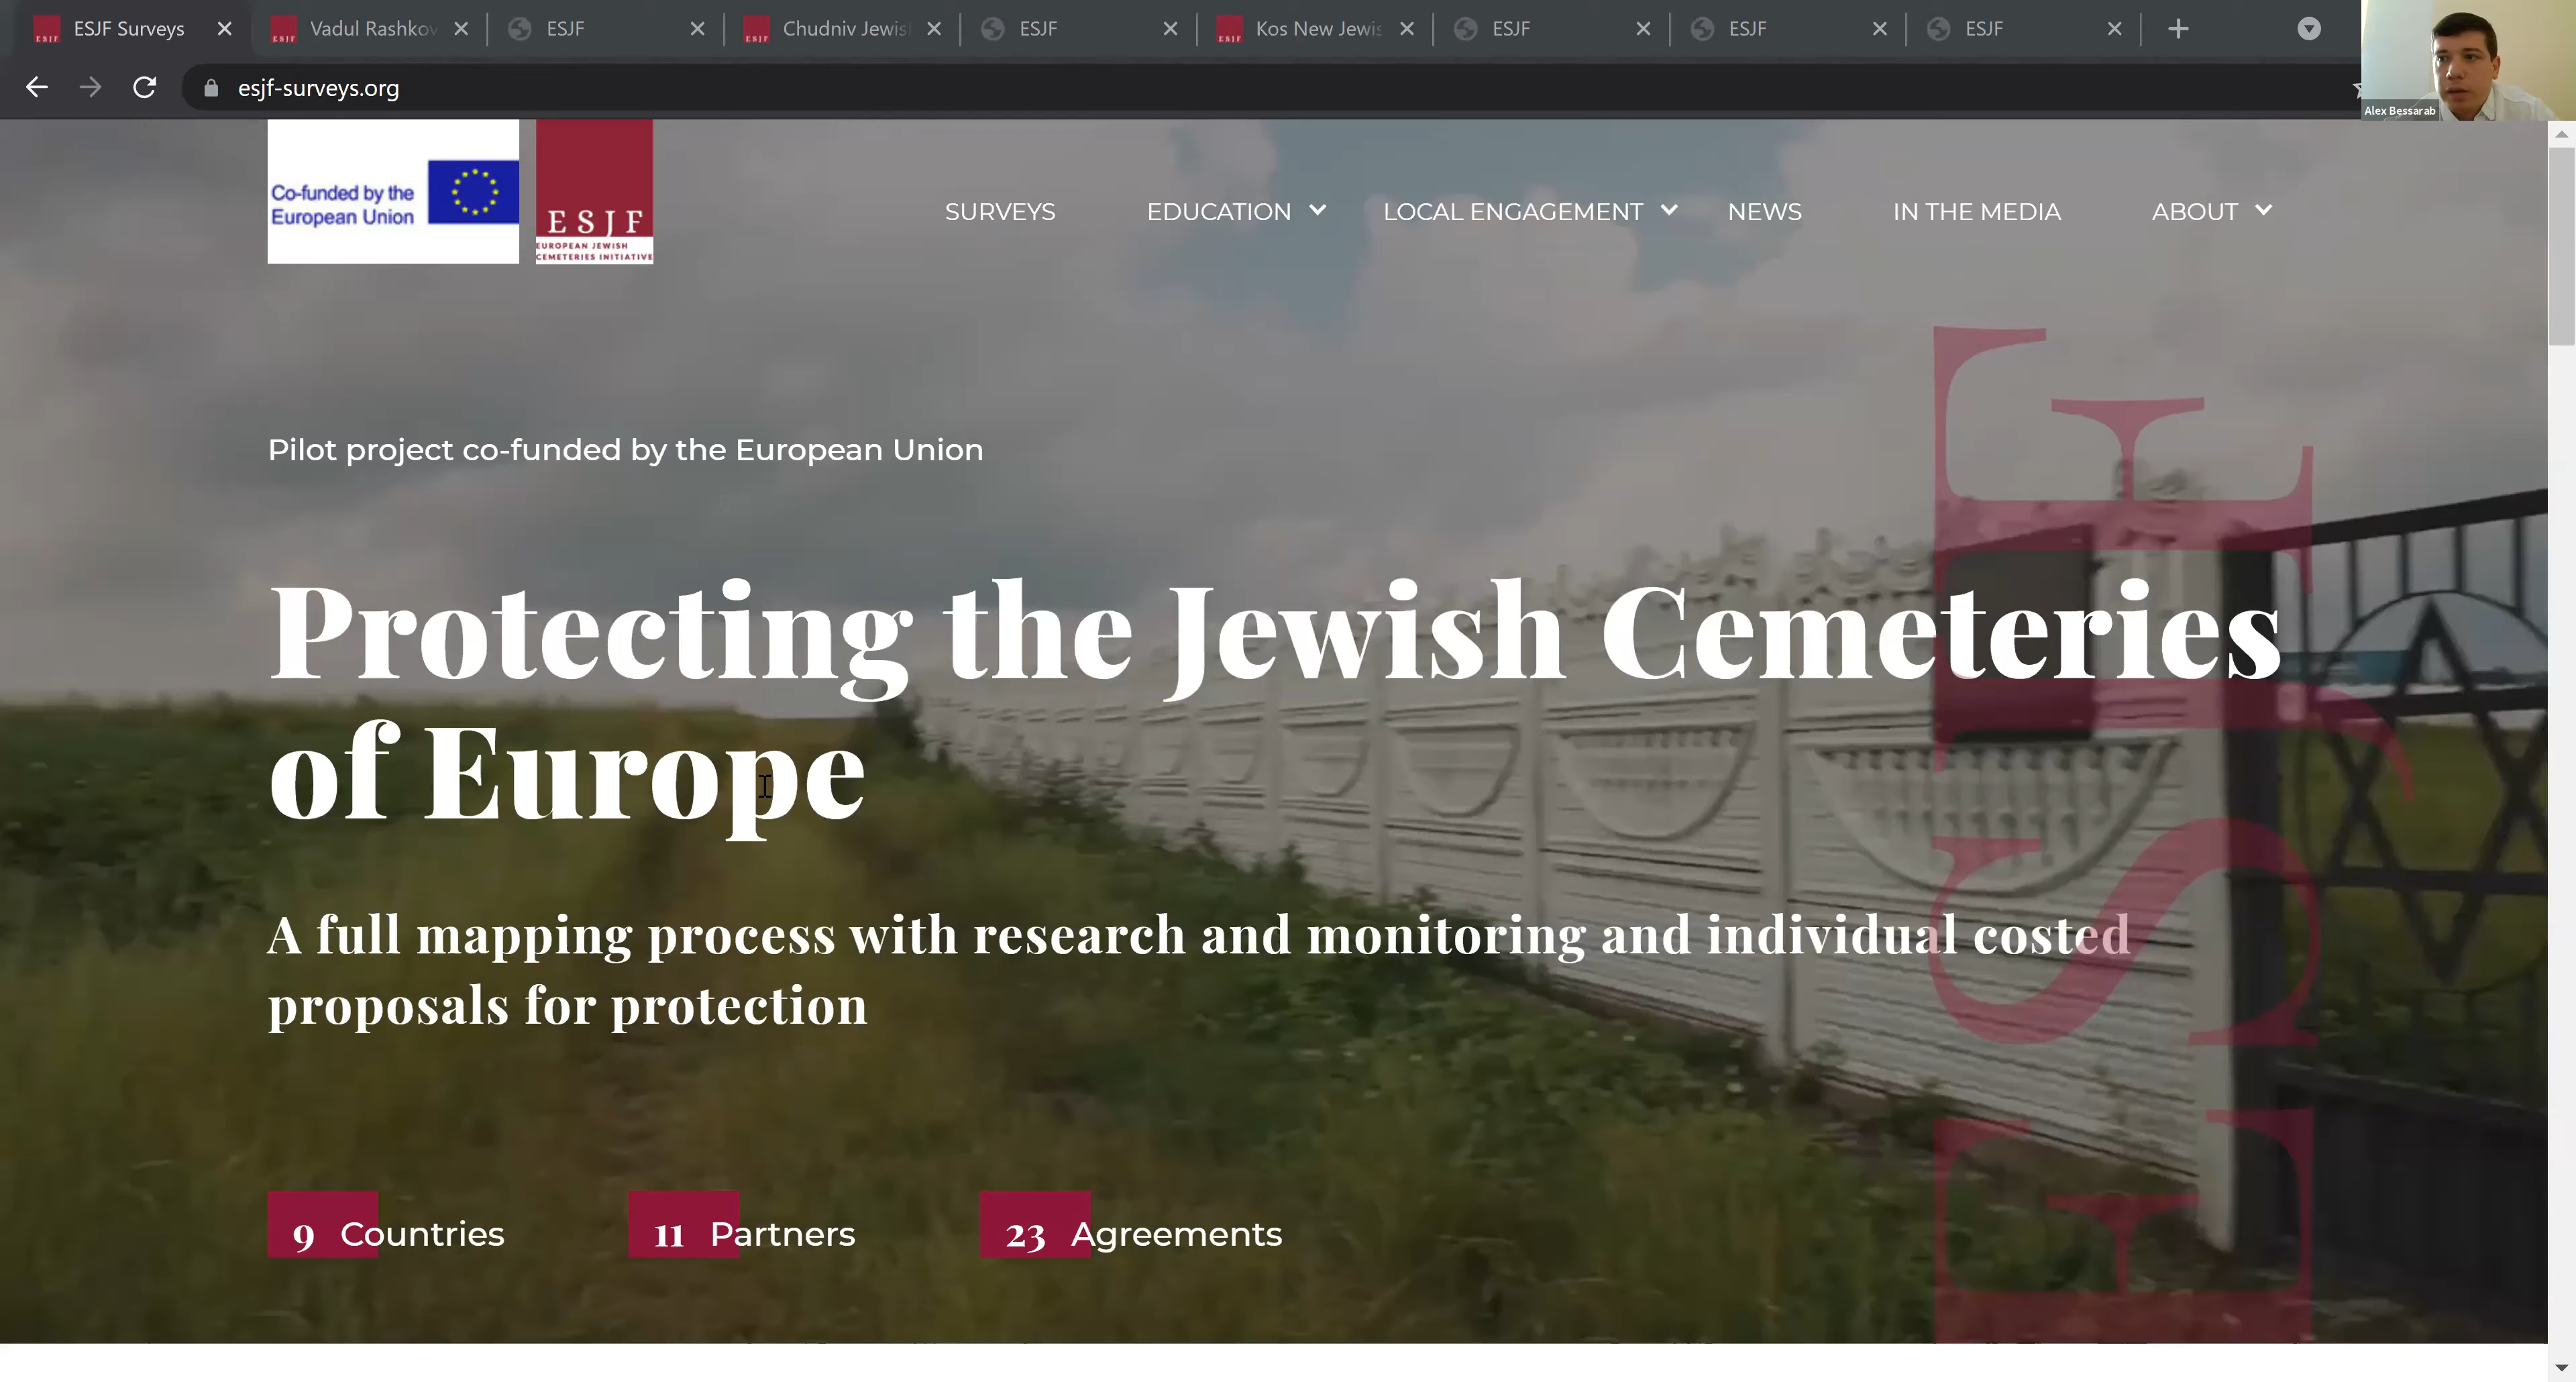 ESJF Surveys
Vadul Rashkov
ESJF
Chudniv Jewis
ESJF
Kos New Jewis
ESJF
ESJF
ESJF
esjf-surveys.org
Alex Bessarab
Co-funded by the
European Union
ESJF
EUROPEAN JEWISH
CEMETERIES INITIATIVE
SURVEYS
EDUCATION
LOCAL ENGAGEMENT
NEWS
IN THE MEDIA
ABOUT
Pilot project co-funded by the European Union
Protecting the Jewish Cemeteries
of Europe
A full mapping process with research and monitoring and individual costed
proposals for protection
9 Countries
11 Partners
23 Agreements
ESJF